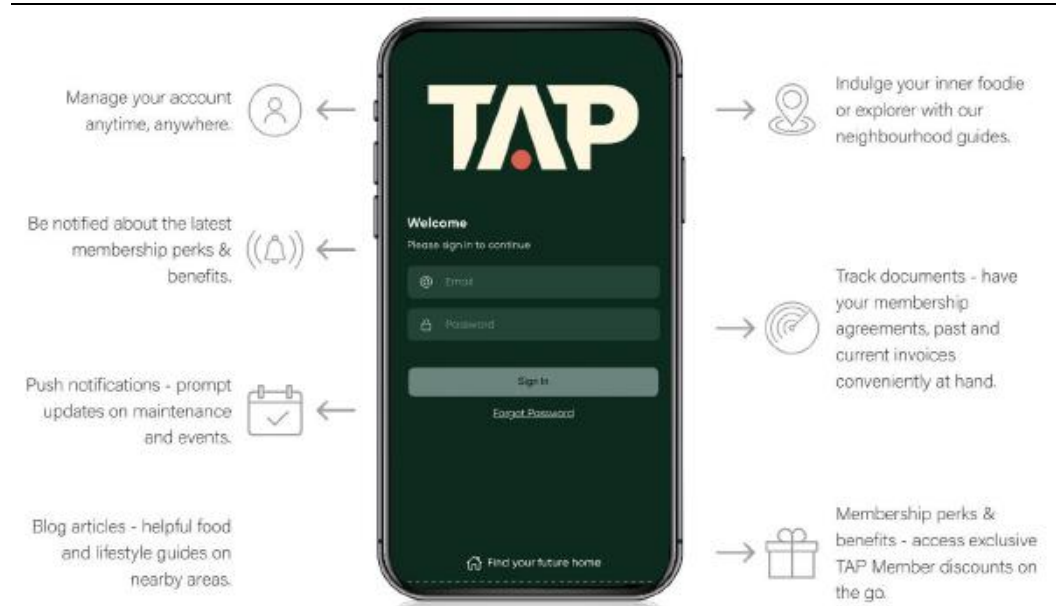 Manage your account
anytime, anywhere.
Be notified about the latest
membership perks &
benefits.
Push notifications - prompt
updates on maintenance
and events.
Blog articles - helpful food
and lifestyle guides on
nearby areas.
TAP
Welcome
Please sign in to continue
@ Email
Password
Sign In
Forgot Password
Find your future home
Indulge your inner foodie
or explorer with our
neighbourhood guides.
Track documents - have
your membership
agreements, past and
current invoices
conveniently at hand.
Membership perks &
benefits - access exclusive
TAP Member discounts on
the go.